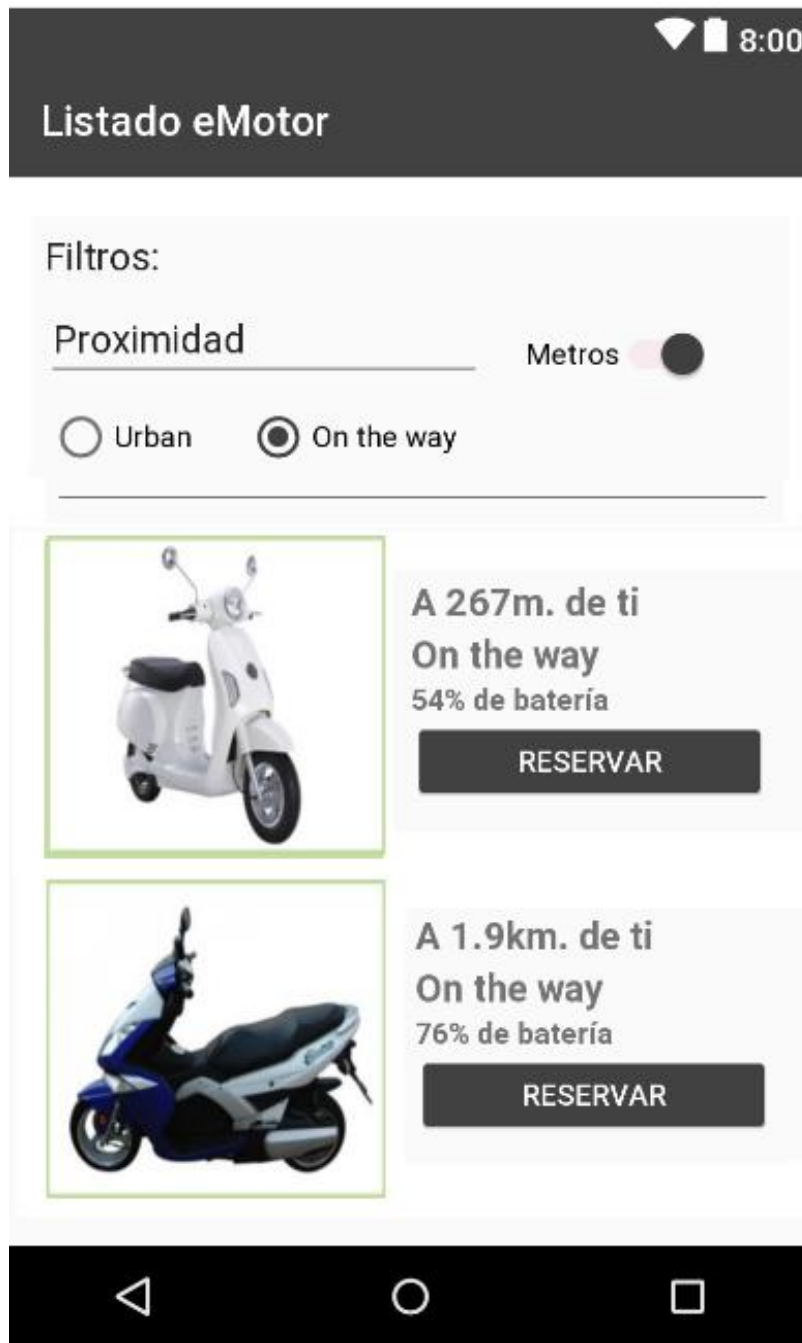 8:00
Listado eMotor
Filtros:
Proximidad
Metros
Urban
On the way
A 267m. de ti
On the way
54% de batería
RESERVAR
A 1.9km. de ti
On the way
76% de batería
RESERVAR